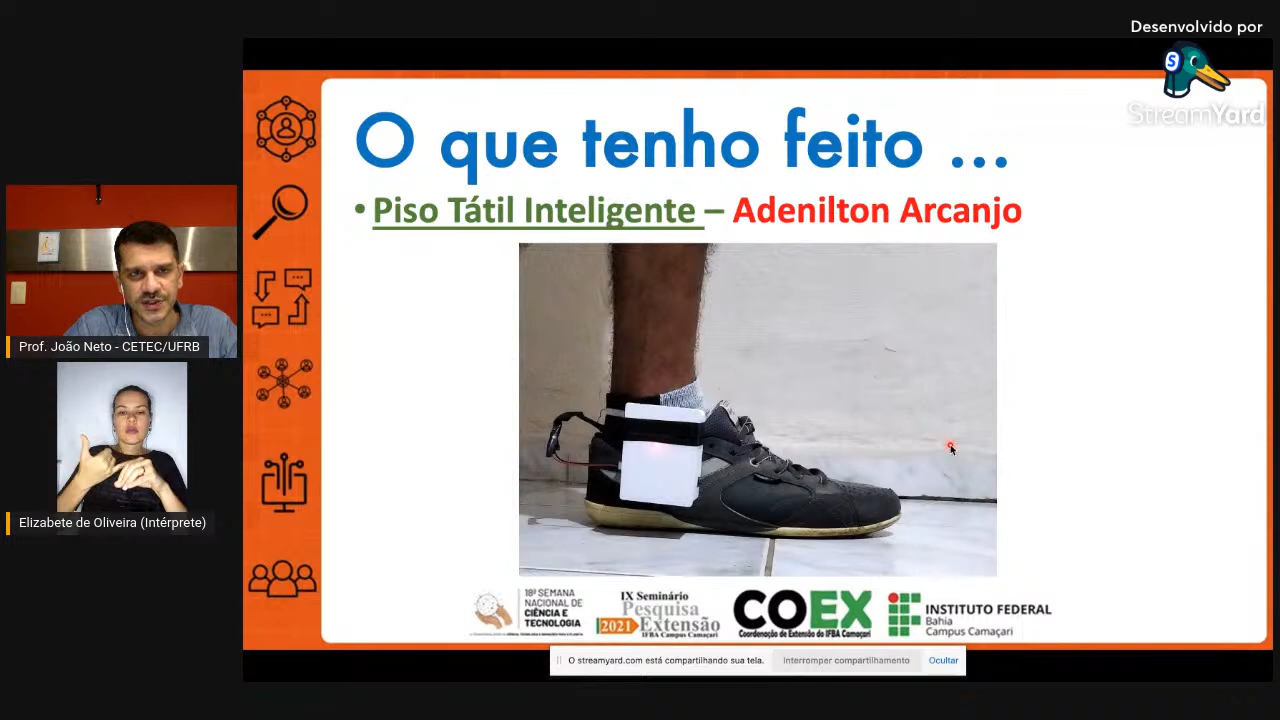 Desenvolvido por
StreamYard
O que tenho feito ...
• Piso Tátil Inteligente – Adenilton Arcanjo
Prof. João Neto - CETEC/UFRB
Elizabete de Oliveira (Intérprete)
18ª SEMANA
NACIONAL DE
CIÊNCIA E
TECNOLOGIA
IX Seminário
Pesquisa
2021 Extensão
IFBA Campus Camaçari
COEX
Coordenação de Extensão do IFBA Camaçari
INSTITUTO FEDERAL
Bahia
Campus Camaçari
O streamyard.com está compartilhando sua tela.
Interromper compartilhamento
Ocultar